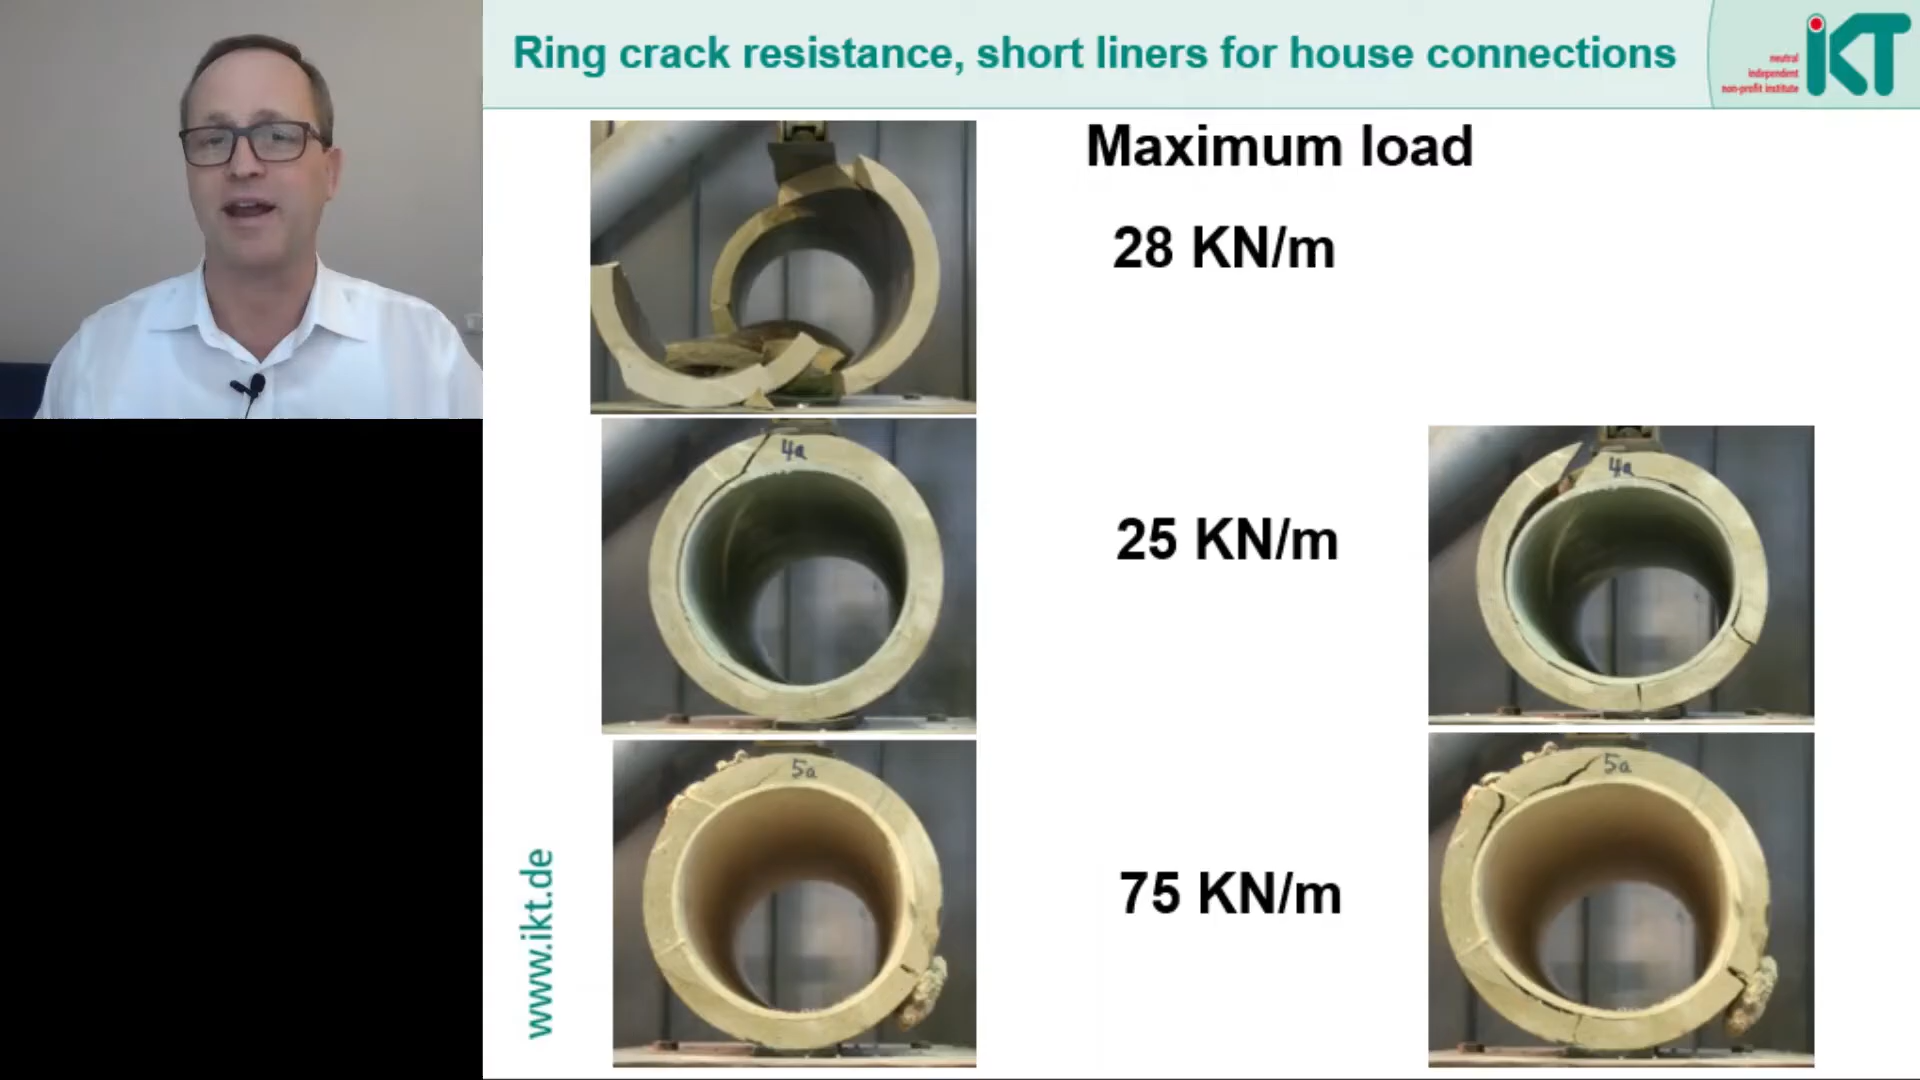 Ring crack resistance, short liners for house connections
neutral
independent
non-profit institute
iKT
Maximum load
28 KN/m
4a
25 KN/m
4a
5a
75 KN/m
5a
www.ikt.de